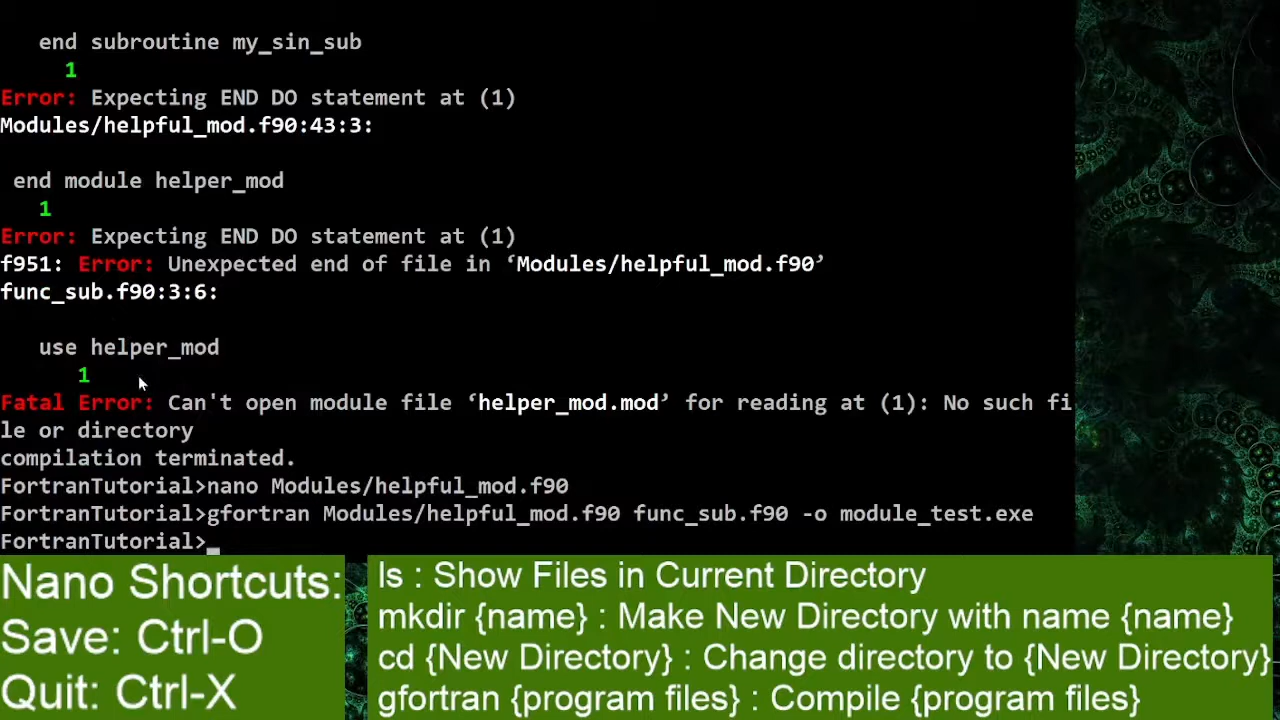 end subroutine my_sin_sub
1
Error: Expecting END DO statement at (1)
Modules/helpful_mod.f90:43:3:
end module helper_mod
1
Error: Expecting END DO statement at (1)
f951: Error: Unexpected end of file in ‘Modules/helpful_mod.f90’
func_sub.f90:3:6:
use helper_mod
1
Fatal Error: Can't open module file ‘helper_mod.mod’ for reading at (1): No such fi
le or directory
compilation terminated.
FortranTutorial>nano Modules/helpful_mod.f90
FortranTutorial>gfortran Modules/helpful_mod.f90 func_sub.f90 -o module_test.exe
FortranTutorial>_
Nano Shortcuts:
Save: Ctrl-O
Quit: Ctrl-X
ls : Show Files in Current Directory
mkdir {name} : Make New Directory with name {name}
cd {New Directory} : Change directory to {New Directory}
gfortran {program files} : Compile {program files}